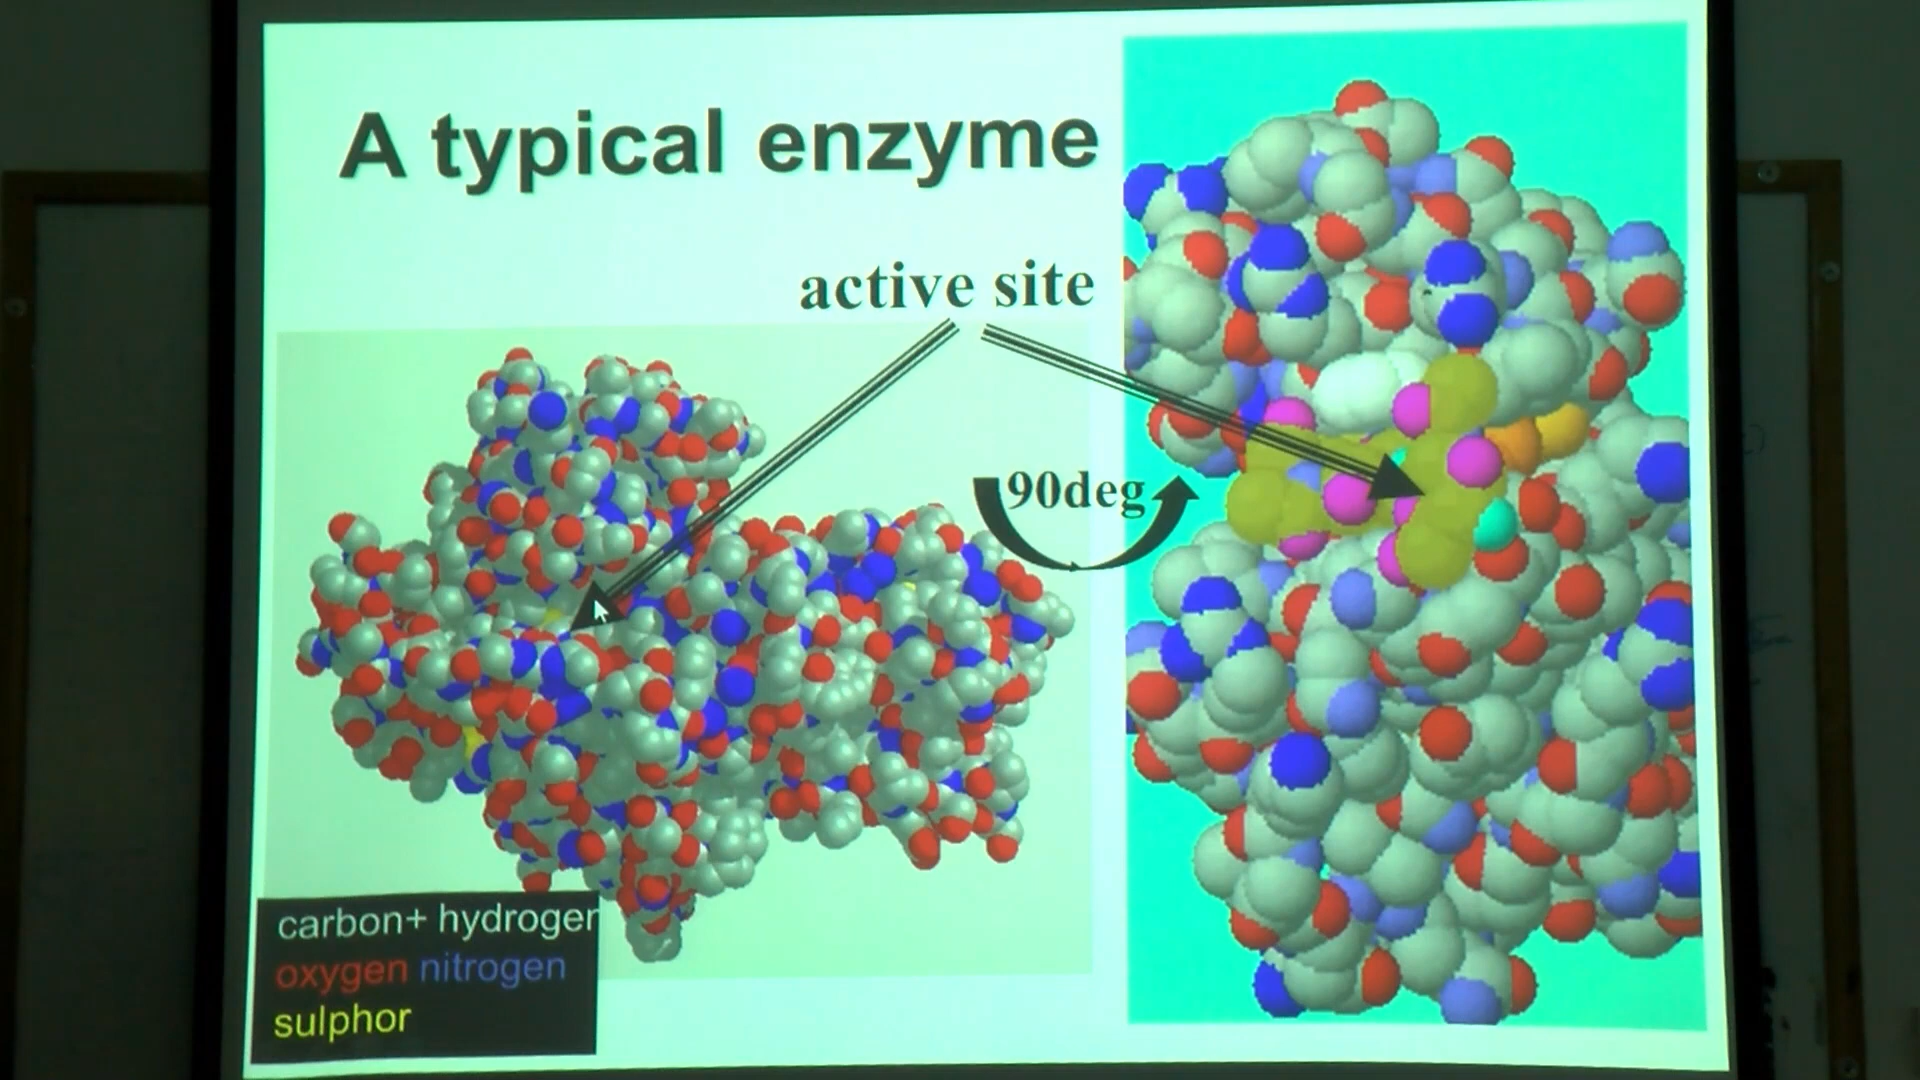 A typical enzyme
active site
90deg
carbon+ hydrogen
oxygen nitrogen
sulphor